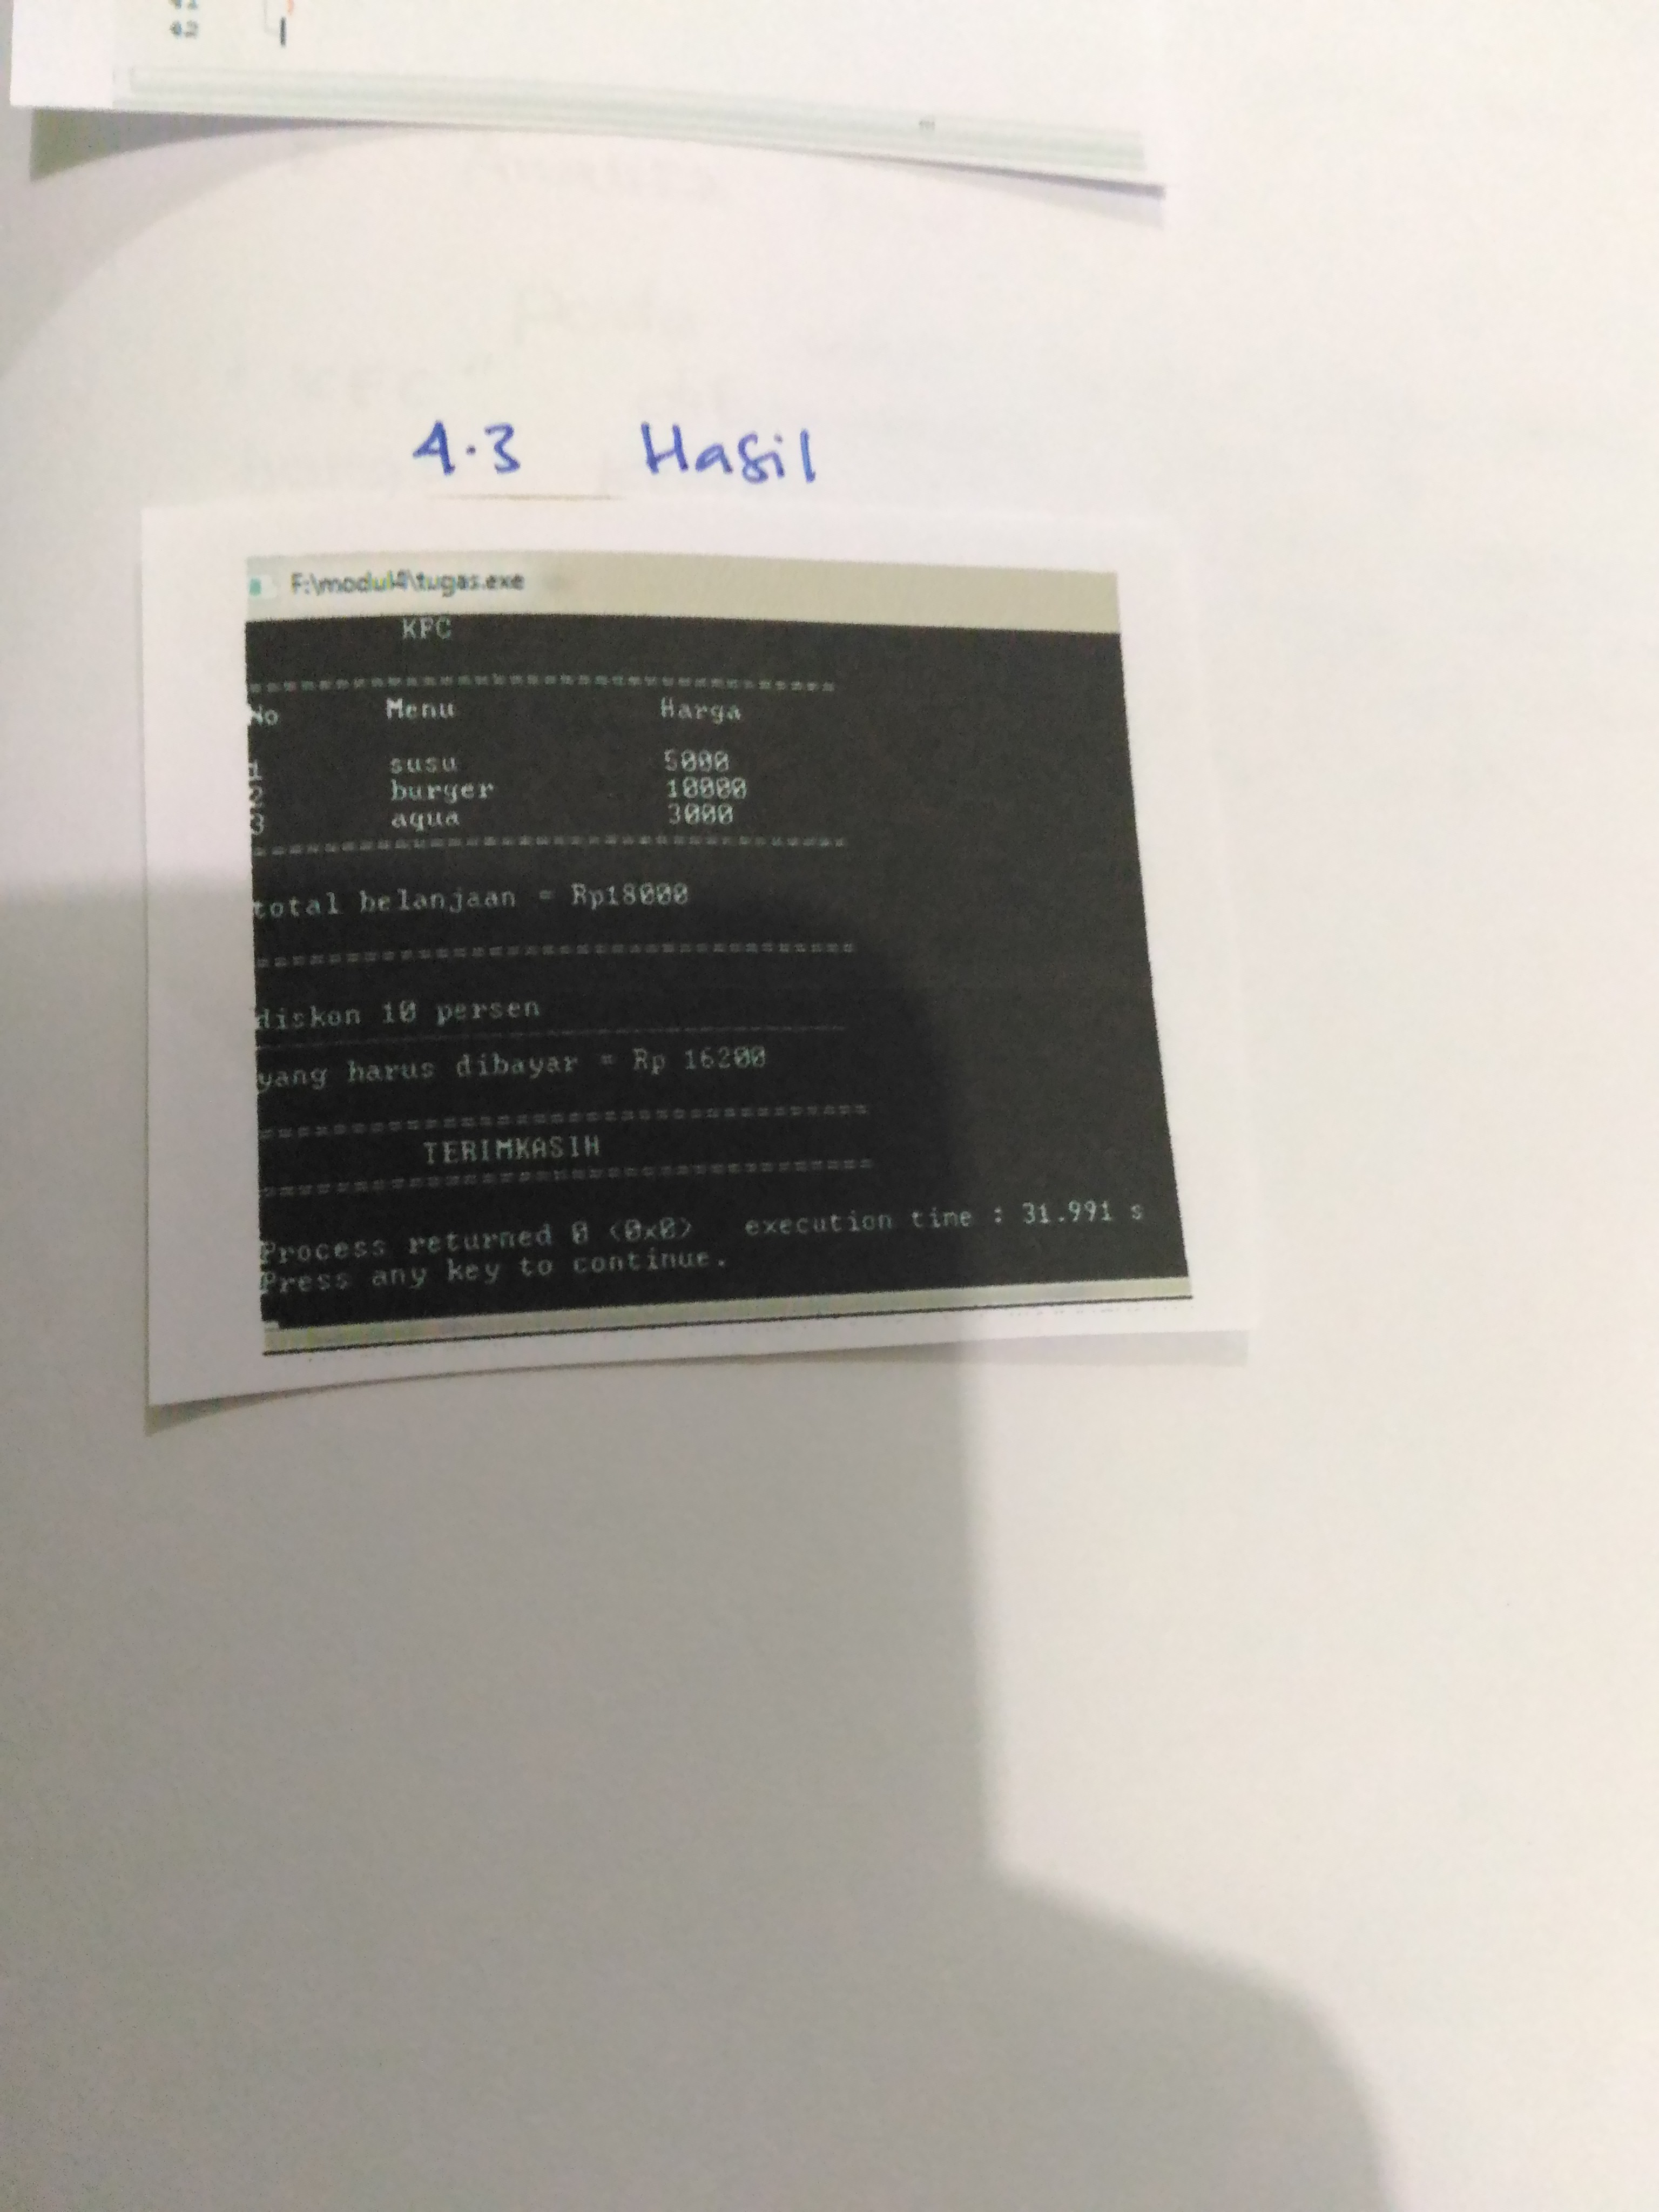 42
4.3 Hasil
F:\modul4\tugas.exe
KFC
=================================
No Menu Harga
1 susu 5000
2 burger 10000
3 aqua 3000
=================================
total belanjaan = Rp18000
=================================
diskon 10 persen
yang harus dibayar = Rp 16200
=================================
TERIMKASIH
=================================
Process returned 0 (0x0) execution time : 31.991 s
Press any key to continue.